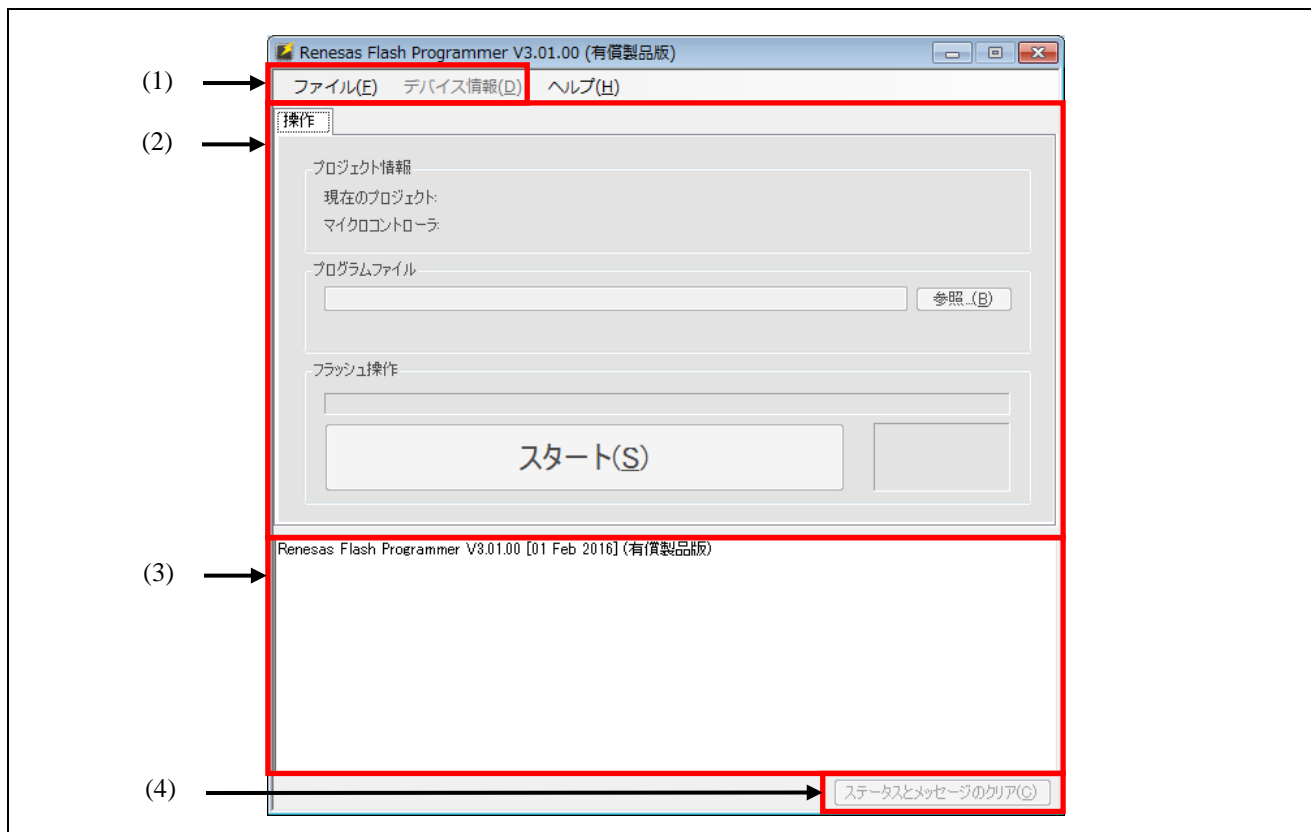 Renesas Flash Programmer V3.01.00 (有償製品版)
(1)
ファイル(F) デバイス情報(D) ヘルプ(H)
操作
(2)
プロジェクト情報
現在のプロジェクト:
マイクロコントローラ:
プログラムファイル
参照...(B)
フラッシュ操作
スタート(S)
Renesas Flash Programmer V3.01.00 [01 Feb 2016] (有償製品版)
(3)
(4)
ステータスとメッセージのクリア(C)